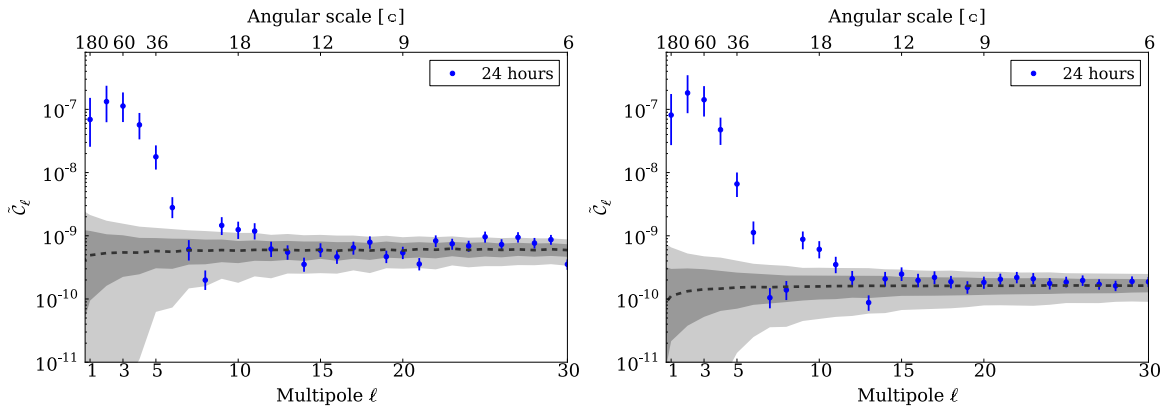 Angular scale [ c]
180 60 36 18 12 9 6
24 hours
10⁻⁷
10⁻⁸
10⁻⁹
10⁻¹⁰
10⁻¹¹
C̃ℓ
1 3 5 10 15 20 30
Multipole ℓ
Angular scale [ c]
180 60 36 18 12 9 6
24 hours
10⁻⁷
10⁻⁸
10⁻⁹
10⁻¹⁰
10⁻¹¹
C̃ℓ
1 3 5 10 15 20 30
Multipole ℓ